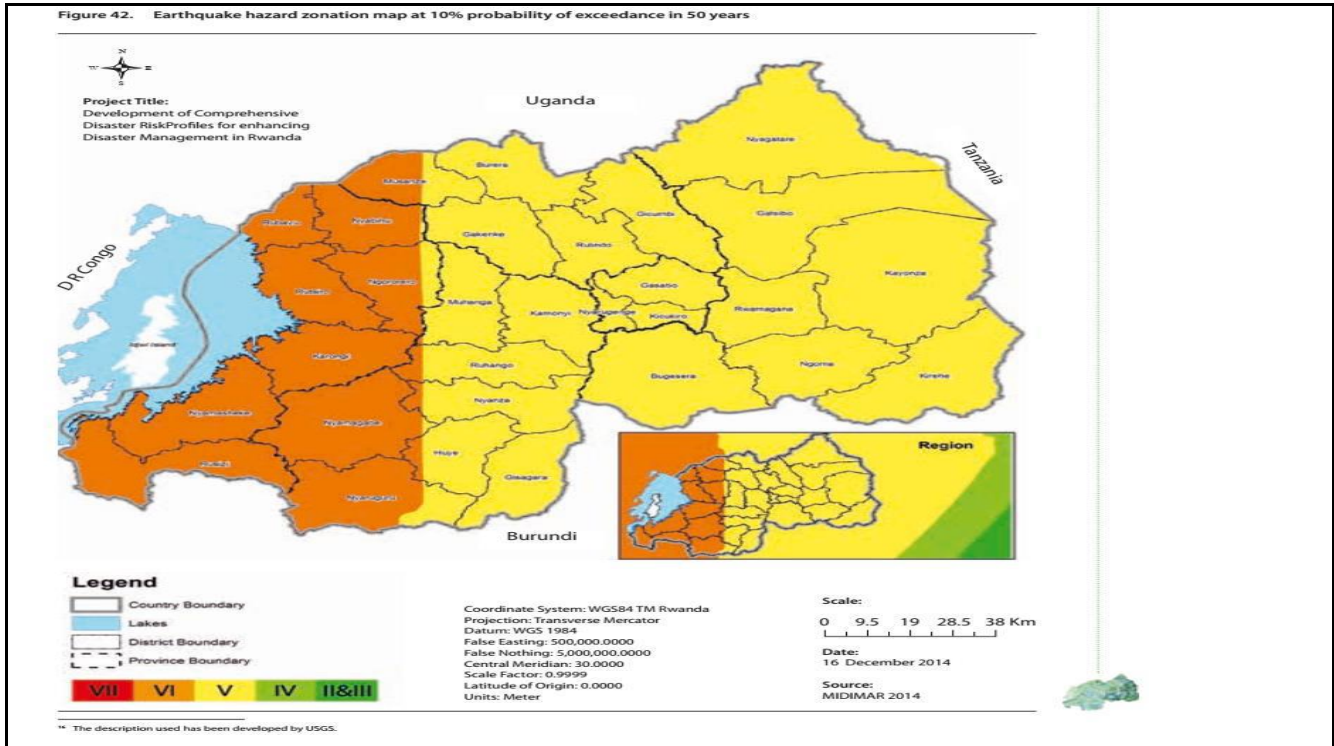 Figure 42. Earthquake hazard zonation map at 10% probability of exceedance in 50 years
N
W E
S
Project Title:
Development of Comprehensive
Disaster RiskProfiles for enhancing
Disaster Management in Rwanda
Uganda
Tanzania
DR Congo
Nyagatare
Burera
Musanze
Gicumbi
Gatsibo
Rubavu
Nyabihu
Gakenke
Rulindo
Kayonza
Ngororero
Gasabo
Rutsiro
Muhanga
Kamonyi
Nyarugenge
Kicukiro
Rwamagana
Idjwi Island
Karongi
Ruhango
Bugesera
Ngoma
Kirehe
Nyamasheke
Nyanza
Nyamagabe
Huye
Rusizi
Gisagara
Nyaruguru
Region
Burundi
Legend
Country Boundary
Lakes
District Boundary
Province Boundary
VII VI V IV II&III
Coordinate System: WGS84 TM Rwanda
Projection: Transverse Mercator
Datum: WGS 1984
False Easting: 500,000.0000
False Nothing: 5,000,000.0000
Central Meridian: 30.0000
Scale Factor: 0.9999
Latitude of Origin: 0.0000
Units: Meter
Scale:
0 9.5 19 28.5 38 Km
Date:
16 December 2014
Source:
MIDIMAR 2014
The description used has been developed by USGS.